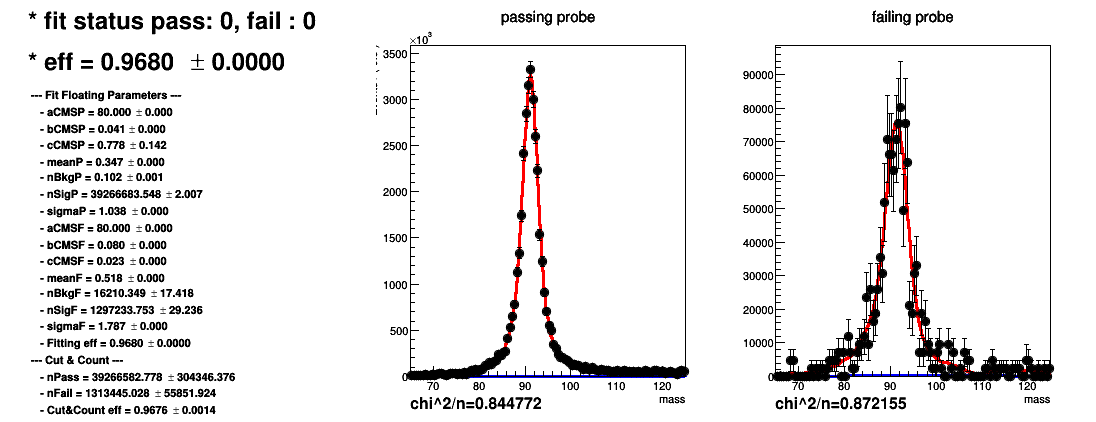 * fit status pass: 0, fail : 0
* eff = 0.9680 ± 0.0000
--- Fit Floating Parameters ---
- aCMSP = 80.000 ± 0.000
- bCMSP = 0.041 ± 0.000
- cCMSP = 0.778 ± 0.142
- meanP = 0.347 ± 0.000
- nBkgP = 0.102 ± 0.001
- nSigP = 39266683.548 ± 2.007
- sigmaP = 1.038 ± 0.000
- aCMSF = 80.000 ± 0.000
- bCMSF = 0.080 ± 0.000
- cCMSF = 0.023 ± 0.000
- meanF = 0.518 ± 0.000
- nBkgF = 16210.349 ± 17.418
- nSigF = 1297233.753 ± 29.236
- sigmaF = 1.787 ± 0.000
- Fitting eff = 0.9680 ± 0.0000
--- Cut & Count ---
- nPass = 39266582.778 ± 304346.376
- nFail = 1313445.028 ± 55851.924
- Cut&Count eff = 0.9676 ± 0.0014
passing probe
×10³
3500
3000
2500
2000
1500
1000
500
0
70 80 90 100 110 120
mass
chi^2/n=0.844772
failing probe
90000
80000
70000
60000
50000
40000
30000
20000
10000
0
70 80 90 100 110 120
mass
chi^2/n=0.872155